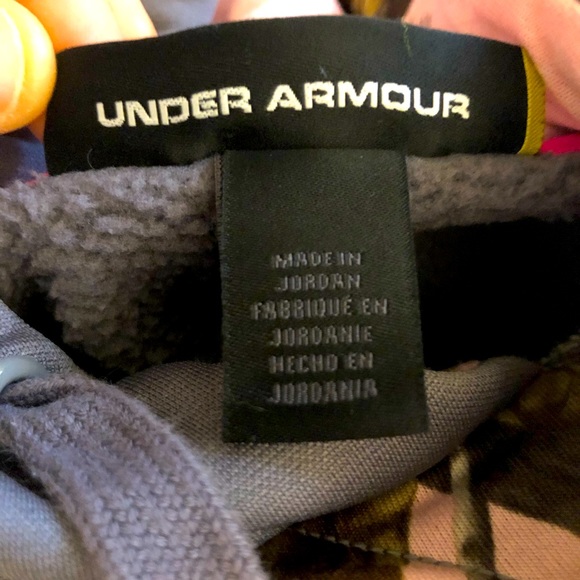 UNDER ARMOUR
MADE IN
JORDAN
FABRIQUÉ EN
JORDANIE
HECHO EN
JORDANIA